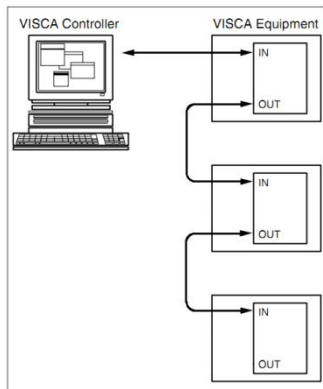 VISCA Controller
VISCA Equipment
IN
OUT
IN
OUT
IN
OUT